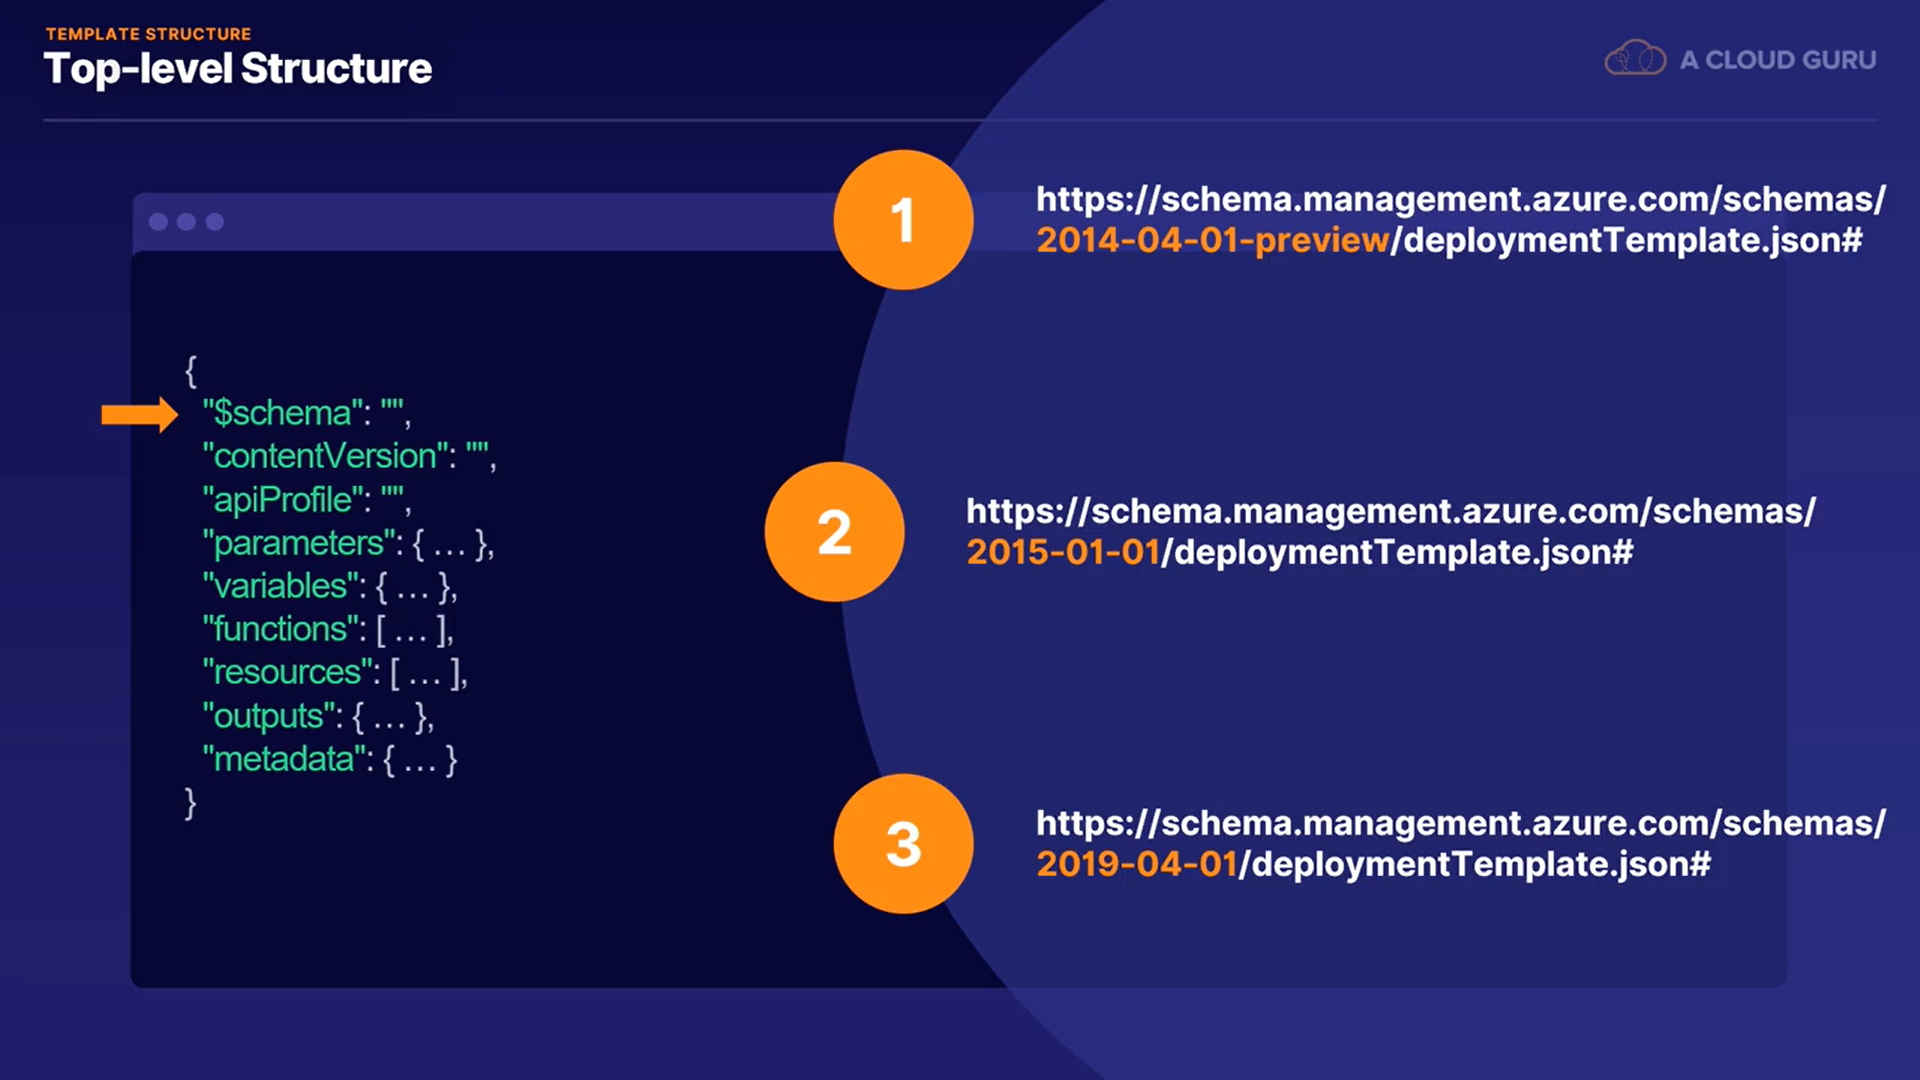 TEMPLATE STRUCTURE
Top-level Structure
A CLOUD GURU
{
"$schema": "",
"contentVersion": "",
"apiProfile": "",
"parameters": { ... },
"variables": { ... },
"functions": [ ... ],
"resources": [ ... ],
"outputs": { ... },
"metadata": { ... }
}
1
https://schema.management.azure.com/schemas/
2014-04-01-preview/deploymentTemplate.json#
2
https://schema.management.azure.com/schemas/
2015-01-01/deploymentTemplate.json#
3
https://schema.management.azure.com/schemas/
2019-04-01/deploymentTemplate.json#